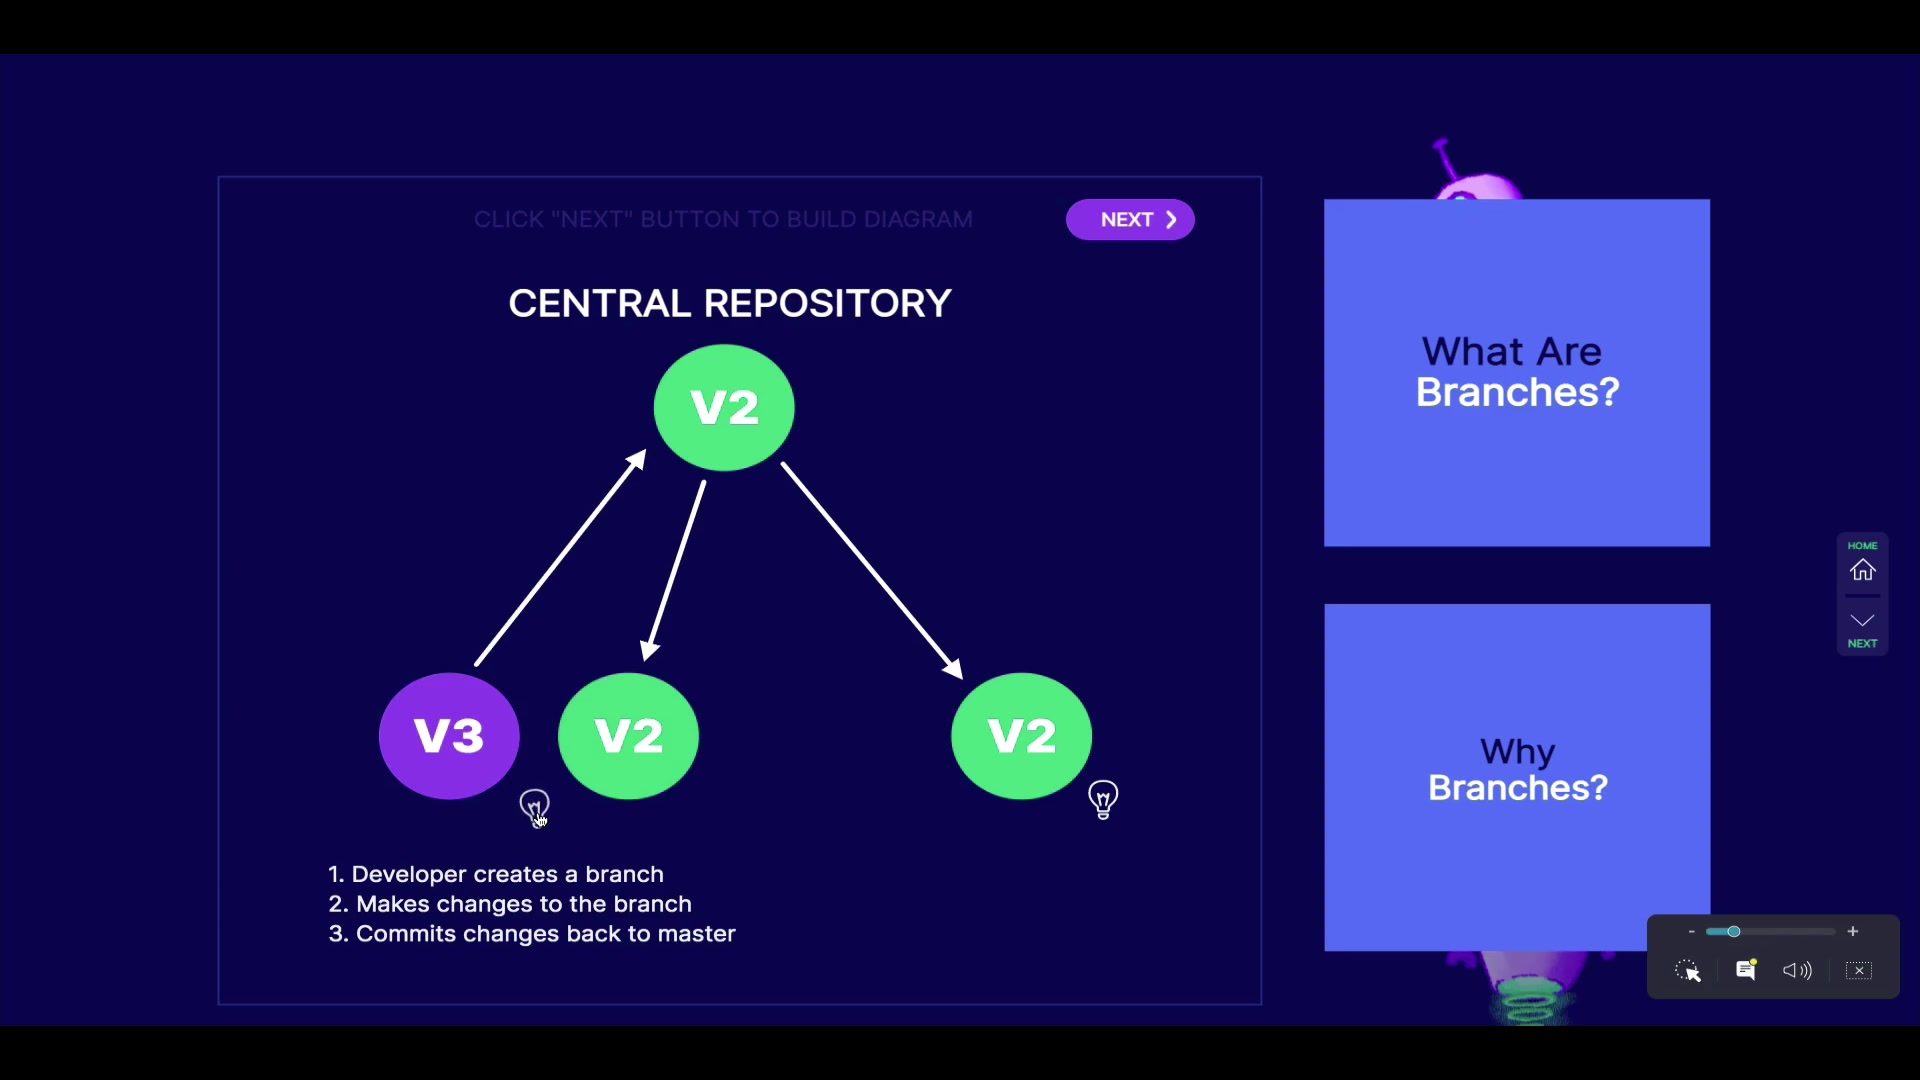 CLICK "NEXT" BUTTON TO BUILD DIAGRAM
NEXT
CENTRAL REPOSITORY
V2
V3
V2
V2
1. Developer creates a branch
2. Makes changes to the branch
3. Commits changes back to master
What Are
Branches?
Why
Branches?
HOME
NEXT
- +